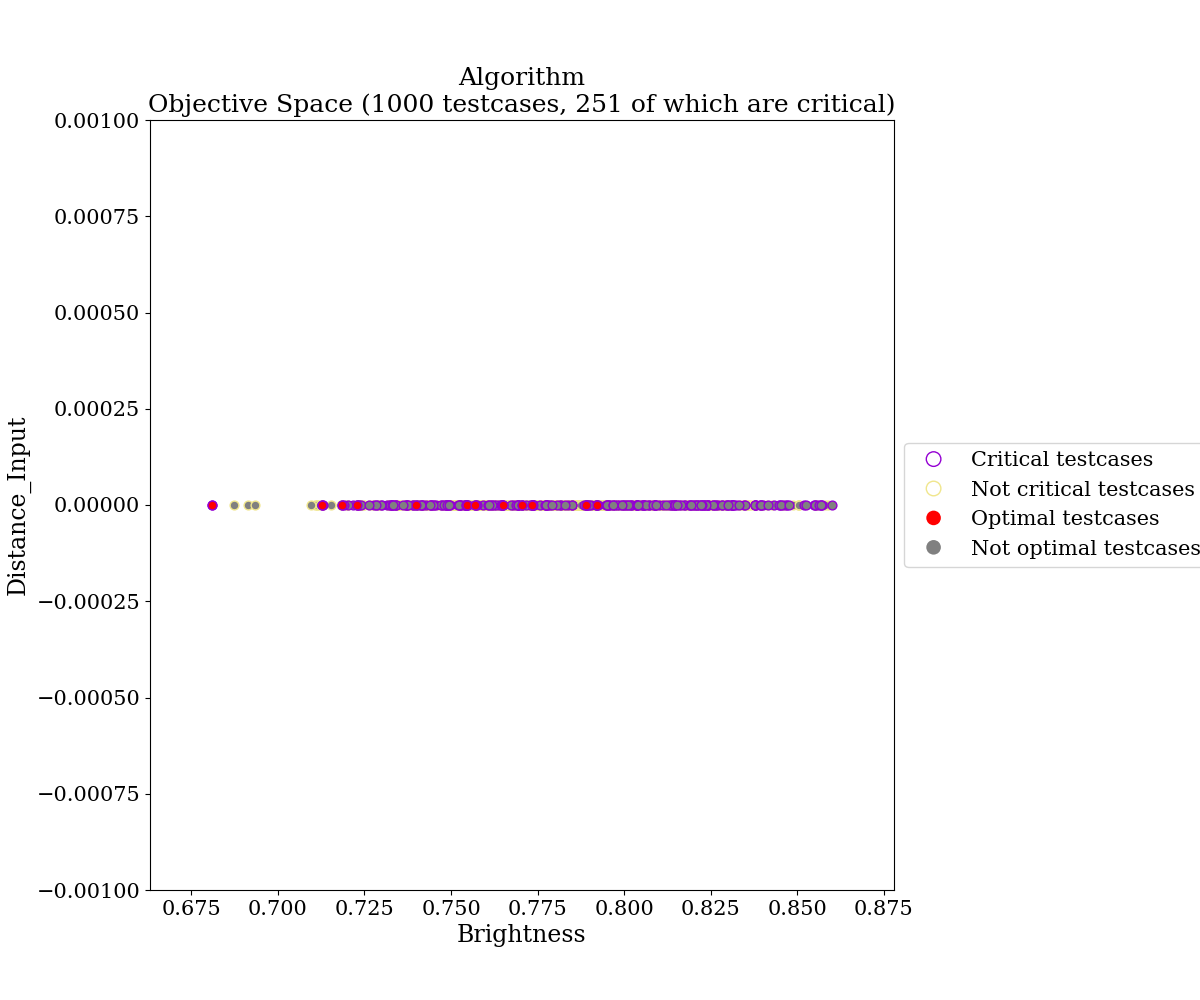 Algorithm
Objective Space (1000 testcases, 251 of which are critical)
0.00100
0.00075
0.00050
0.00025
0.00000
−0.00025
−0.00050
−0.00075
−0.00100
Distance_Input
0.675 0.700 0.725 0.750 0.775 0.800 0.825 0.850 0.875
Brightness
Critical testcases
Not critical testcases
Optimal testcases
Not optimal testcases